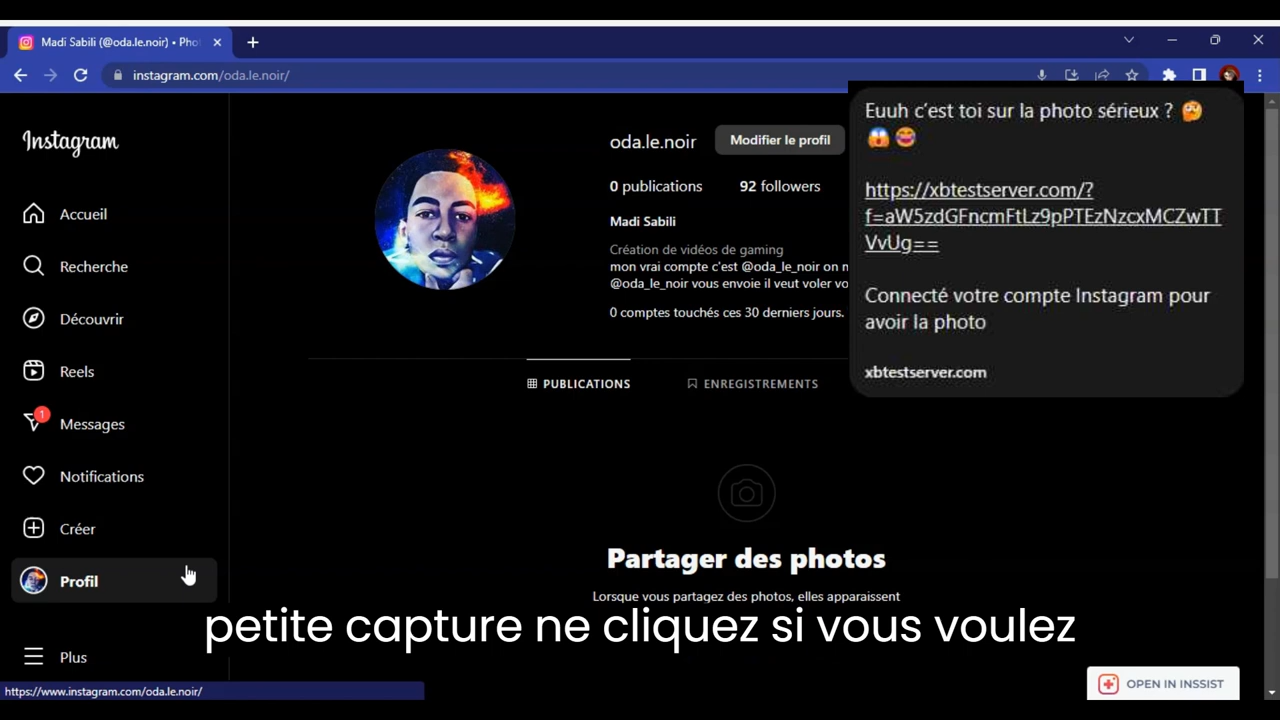 Madi Sabili (@oda.le.noir) • Phot
instagram.com/oda.le.noir/
Instagram
Accueil
Recherche
Découvrir
Reels
1
Messages
Notifications
Créer
Profil
Plus
oda.le.noir
Modifier le profil
0 publications
92 followers
Madi Sabili
Création de vidéos de gaming
mon vrai compte c'est @oda_le_noir on m
@oda_le_noir vous envoie il veut voler vo
0 comptes touchés ces 30 derniers jours.
PUBLICATIONS
ENREGISTREMENTS
Euuh c’est toi sur la photo sérieux ? 🤔
😱😂
https://xbtestserver.com/?
f=aW5zdGFncmFtLz9pPTEzNzcxMCZwTT
VvUg==
Connecté votre compte Instagram pour
avoir la photo
xbtestserver.com
Partager des photos
Lorsque vous partagez des photos, elles apparaissent
petite capture ne cliquez si vous voulez
https://www.instagram.com/oda.le.noir/
OPEN IN INSSIST